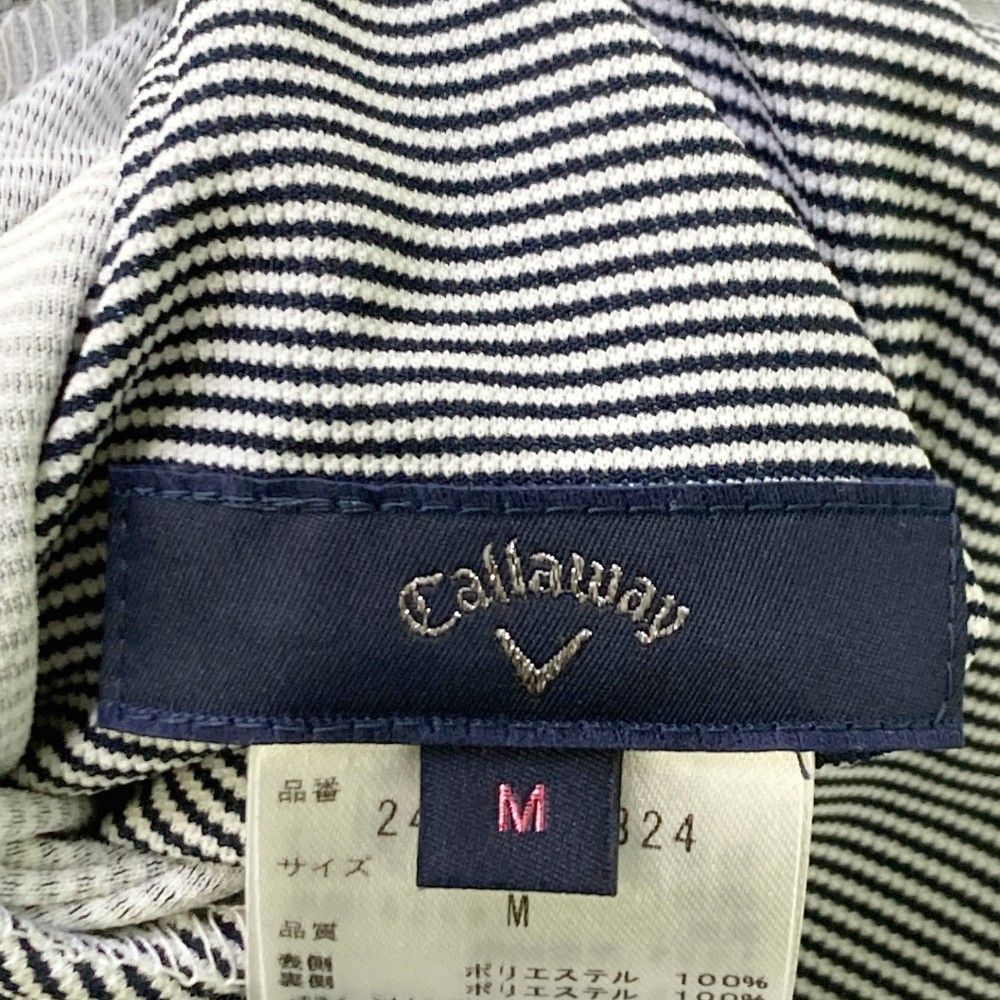 Callaway
M
品番
24 324
サイズ
M
品質
表側
裏側 ポリエステル 100%
ポリエステル 100%